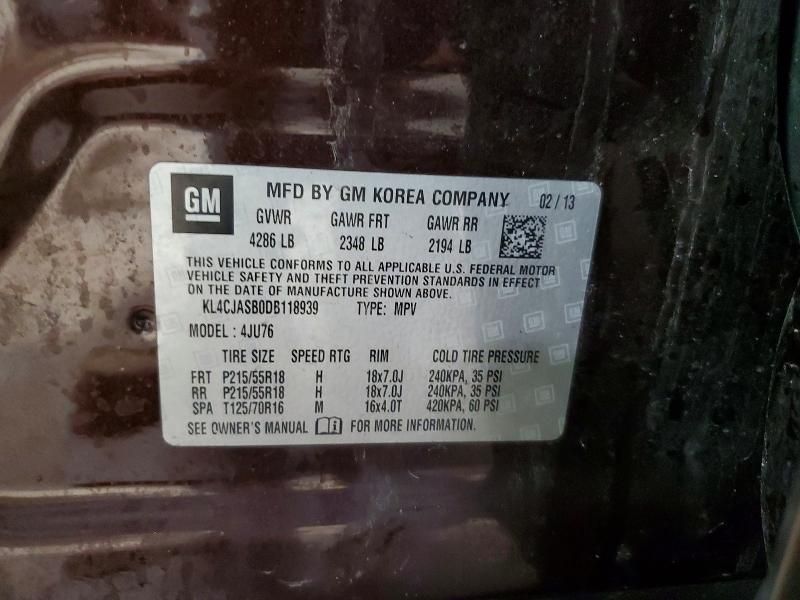 GM
MFD BY GM KOREA COMPANY 02 / 13
GVWR GAWR FRT GAWR RR
4286 LB 2348 LB 2194 LB
THIS VEHICLE CONFORMS TO ALL APPLICABLE U.S. FEDERAL MOTOR
VEHICLE SAFETY AND THEFT PREVENTION STANDARDS IN EFFECT
ON THE DATE OF MANUFACTURE SHOWN ABOVE.
KL4CJASB0DB118939 TYPE: MPV
MODEL : 4JU76
TIRE SIZE SPEED RTG RIM COLD TIRE PRESSURE
FRT P215/55R18 H 18x7.0J 240KPA, 35 PSI
RR P215/55R18 H 18x7.0J 240KPA, 35 PSI
SPA T125/70R16 M 16x4.0T 420KPA, 60 PSI
SEE OWNER'S MANUAL FOR MORE INFORMATION.